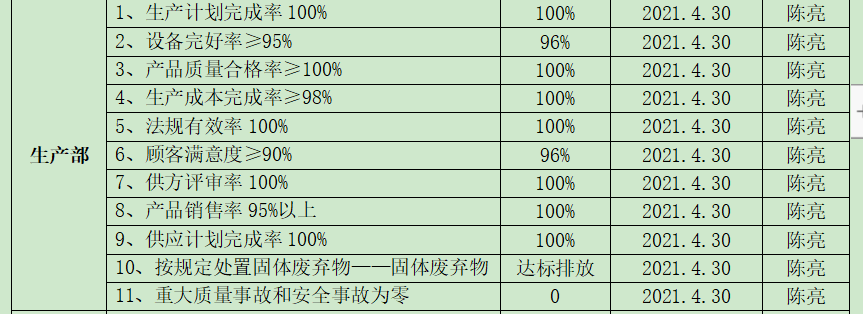 1、生产计划完成率 100% 100% 2021.4.30 陈亮
2、设备完好率≥95% 96% 2021.4.30 陈亮
3、产品质量合格率≥100% 100% 2021.4.30 陈亮
4、生产成本完成率≥98% 100% 2021.4.30 陈亮
5、法规有效率 100% 100% 2021.4.30 陈亮
生产部 6、顾客满意度≥90% 96% 2021.4.30 陈亮
7、供方评审率 100% 100% 2021.4.30 陈亮
8、产品销售率 95%以上 100% 2021.4.30 陈亮
9、供应计划完成率 100% 100% 2021.4.30 陈亮
10、按规定处置固体废弃物——固体废弃物 达标排放 2021.4.30 陈亮
11、重大质量事故和安全事故为零 0 2021.4.30 陈亮